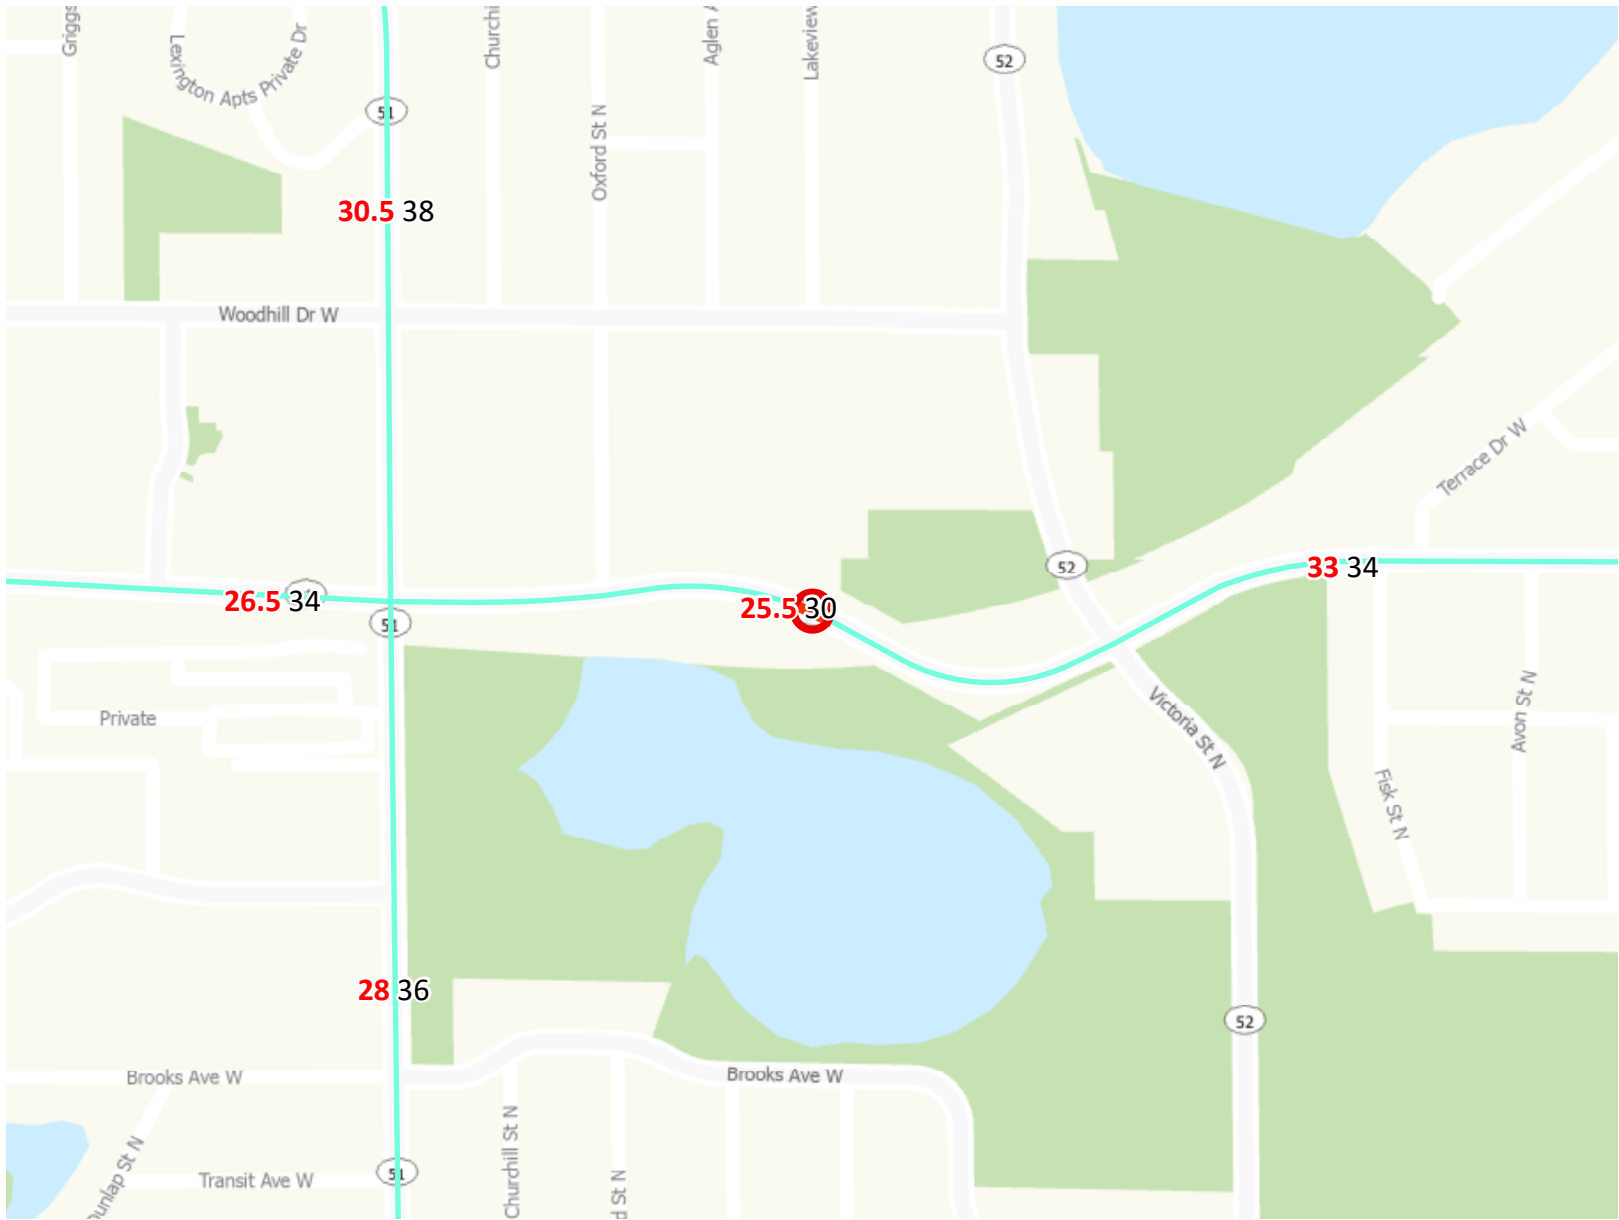 Griggs
Lexington Apts Private Dr
Churchi
Aglen A
Lakeview
52
51
Oxford St N
30.5 38
Woodhill Dr W
Terrace Dr W
52
33 34
26.5 34
25.5 30
51
Private
Victoria St N
Avon St N
Fisk St N
28 36
52
Brooks Ave W
Brooks Ave W
Dunlap St N
Transit Ave W
51
Churchill St N
d St N